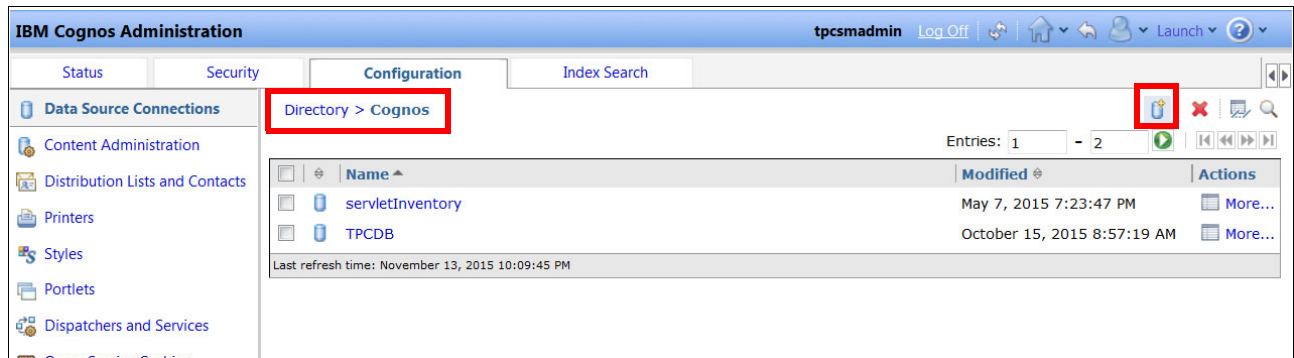 IBM Cognos Administration tpcsmadmin Log Off Launch
Status Security Configuration Index Search
Data Source Connections
Directory > Cognos
Content Administration
Entries: 1 - 2
Distribution Lists and Contacts
Name Modified Actions
servletInventory May 7, 2015 7:23:47 PM More...
Printers
TPCDB October 15, 2015 8:57:19 AM More...
Styles
Last refresh time: November 13, 2015 10:09:45 PM
Portlets
Dispatchers and Services